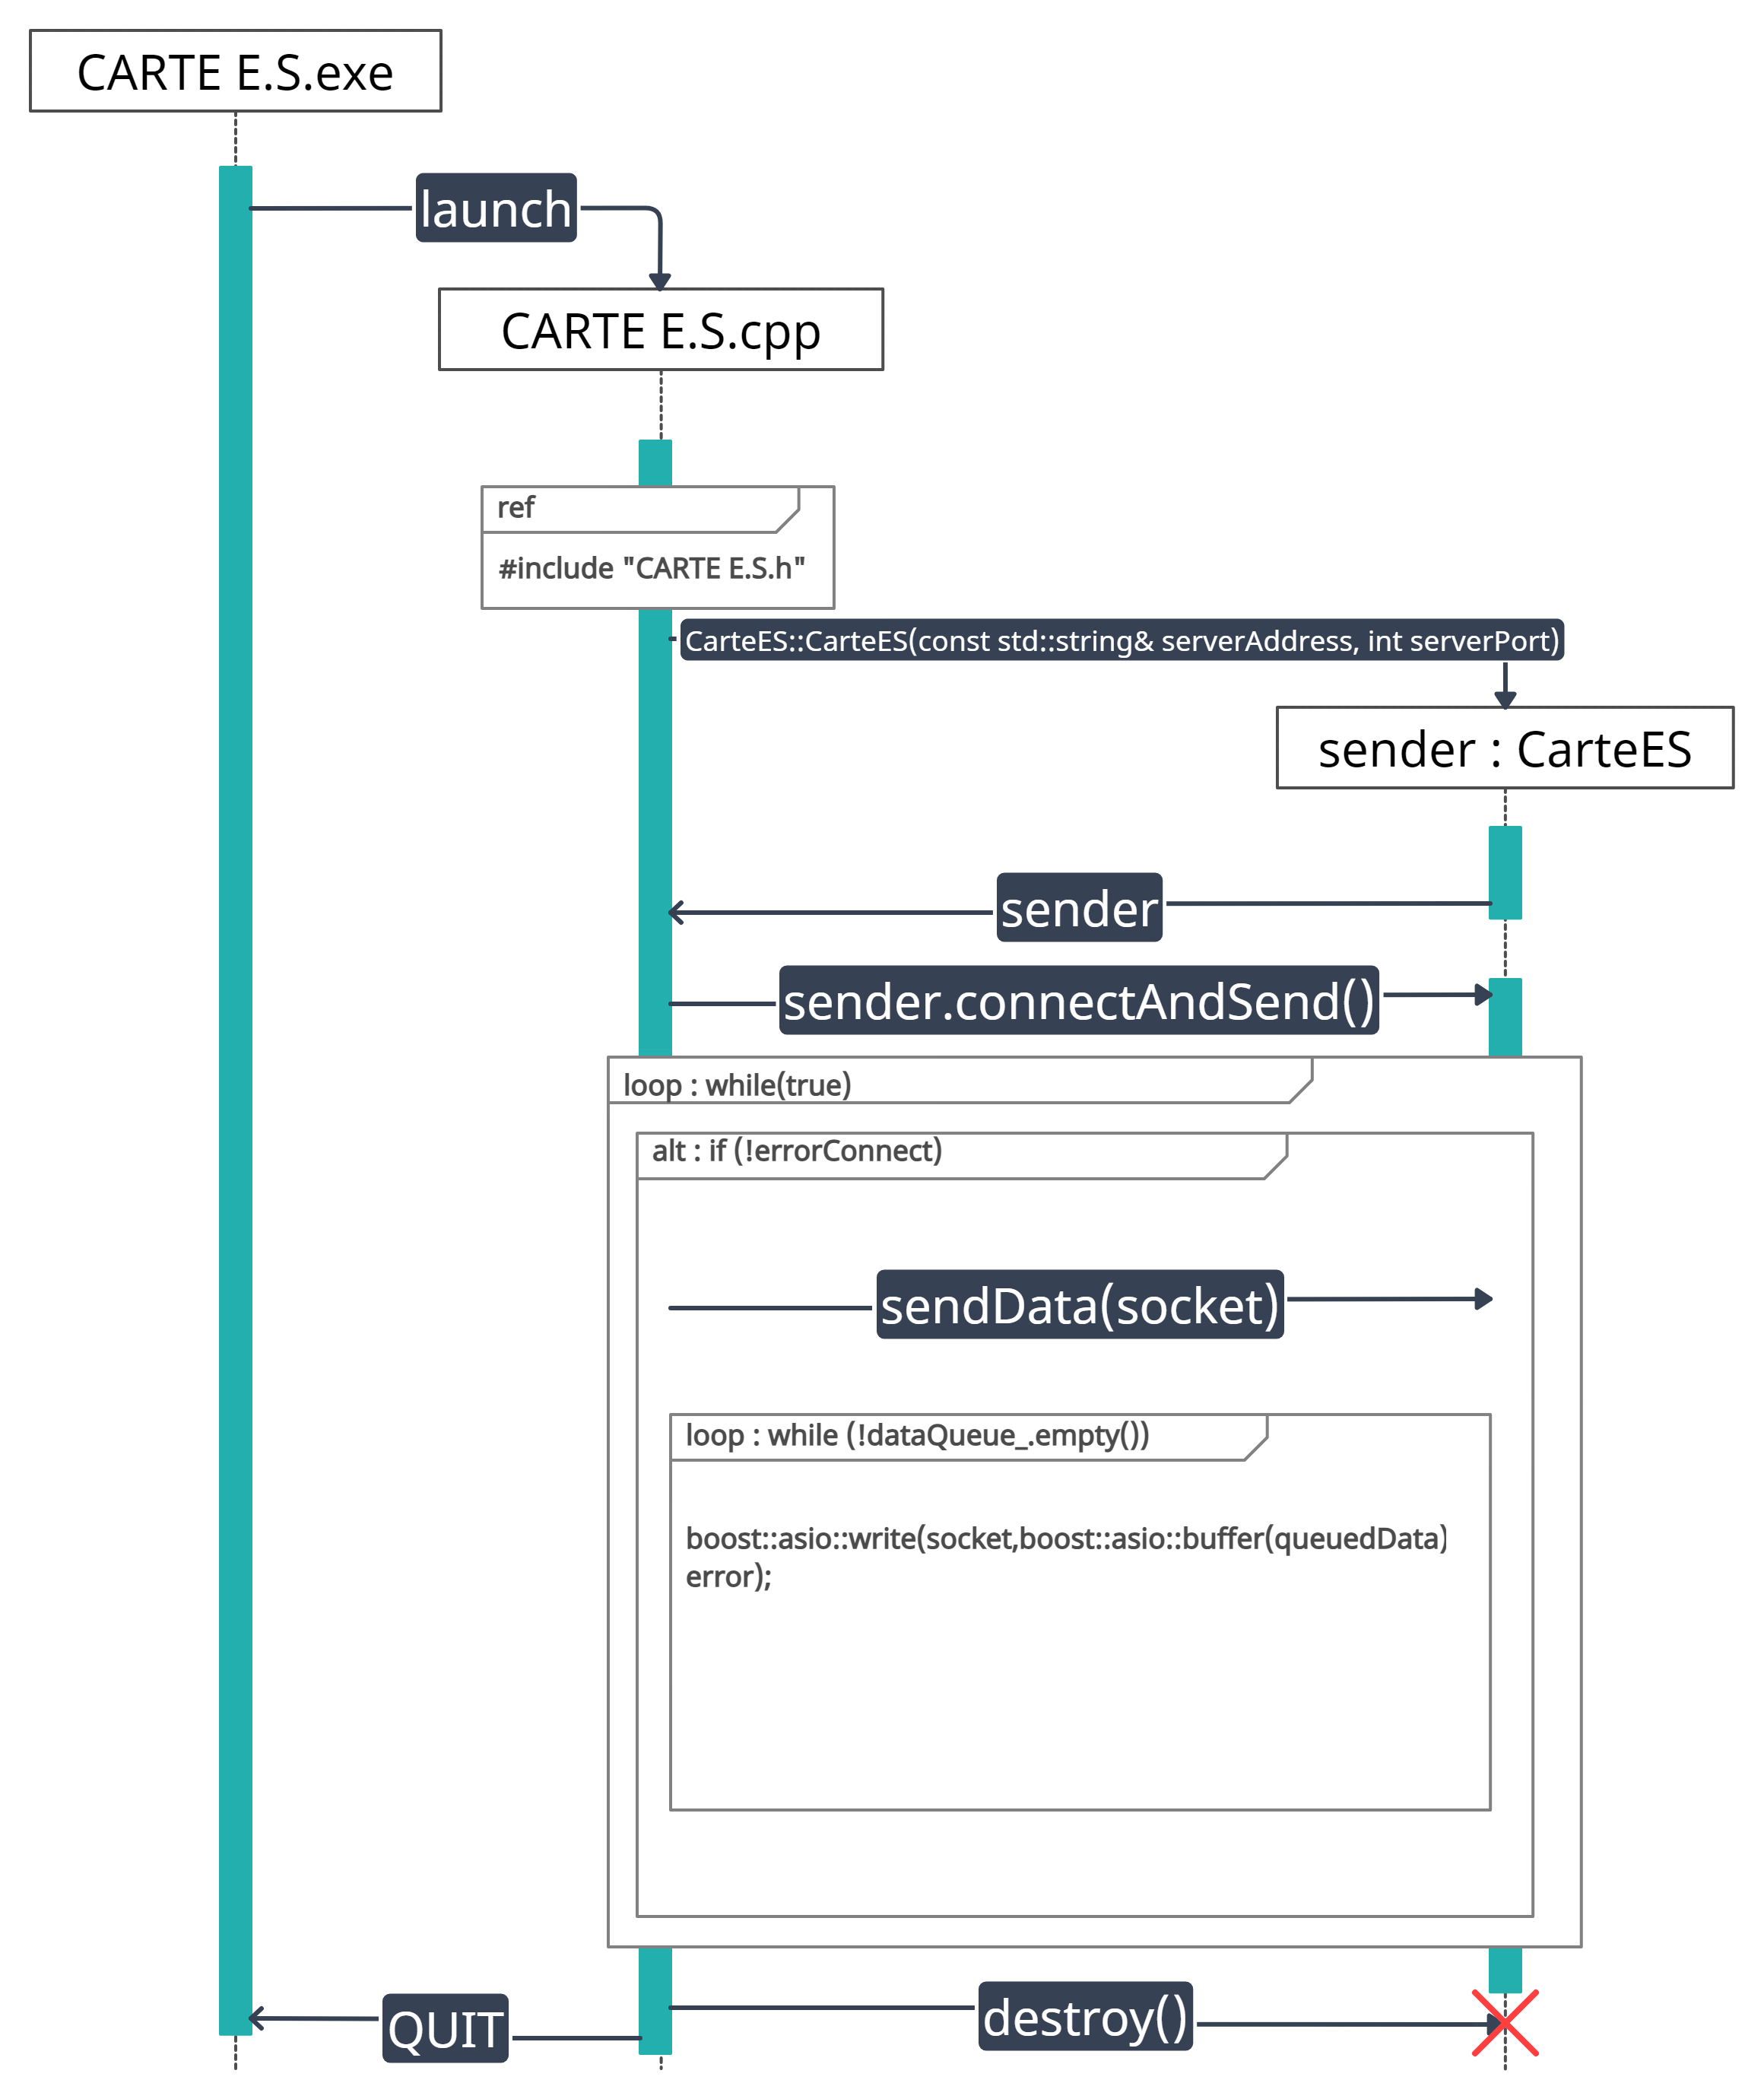 CARTE E.S.exe
launch
CARTE E.S.cpp
ref
#include "CARTE E.S.h"
CarteES::CarteES(const std::string& serverAddress, int serverPort)
sender : CarteES
sender
sender.connectAndSend()
loop : while(true)
alt : if (!errorConnect)
sendData(socket)
loop : while (!dataQueue_.empty())
boost::asio::write(socket,boost::asio::buffer(queuedData)
error);
destroy()
QUIT